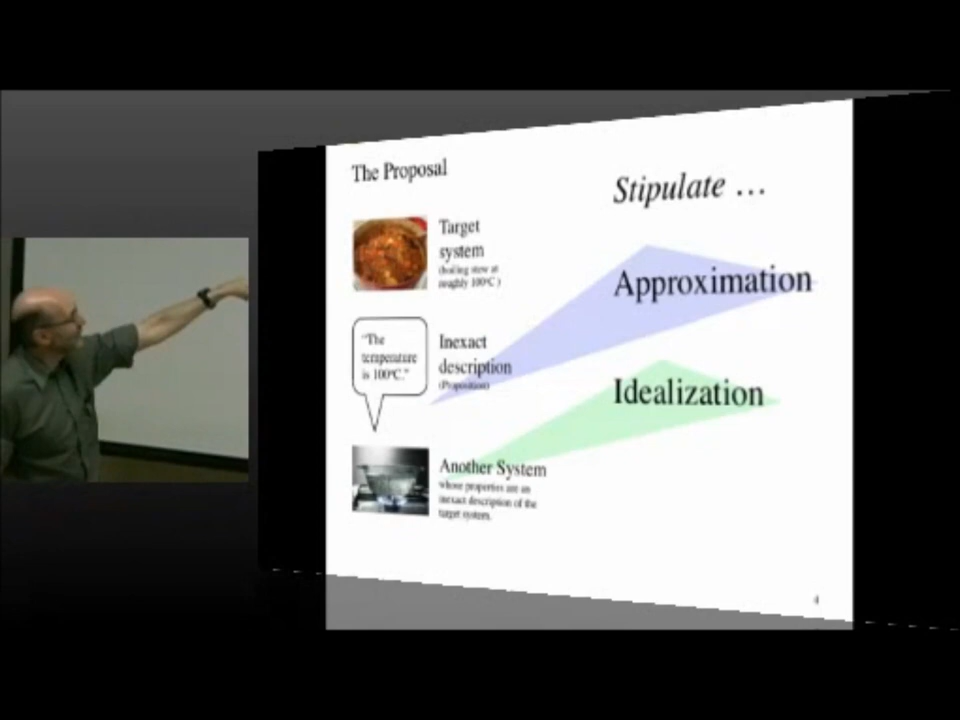 The Proposal
Stipulate …
Target
system
(boiling stew at
roughly 100°C )
Approximation
"The
temperature
is 100°C."
Inexact
description
(Proposition)
Idealization
Another System
whose properties are an
inexact description of the
target system.
4